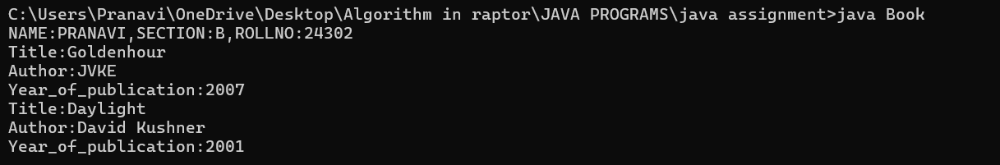 C:\Users\Pranavi\OneDrive\Desktop\Algorithm in raptor\JAVA PROGRAMS\java assignment>java Book
NAME:PRANAVI,SECTION:B,ROLLNO:24302
Title:Goldenhour
Author:JVKE
Year_of_publication:2007
Title:Daylight
Author:David Kushner
Year_of_publication:2001